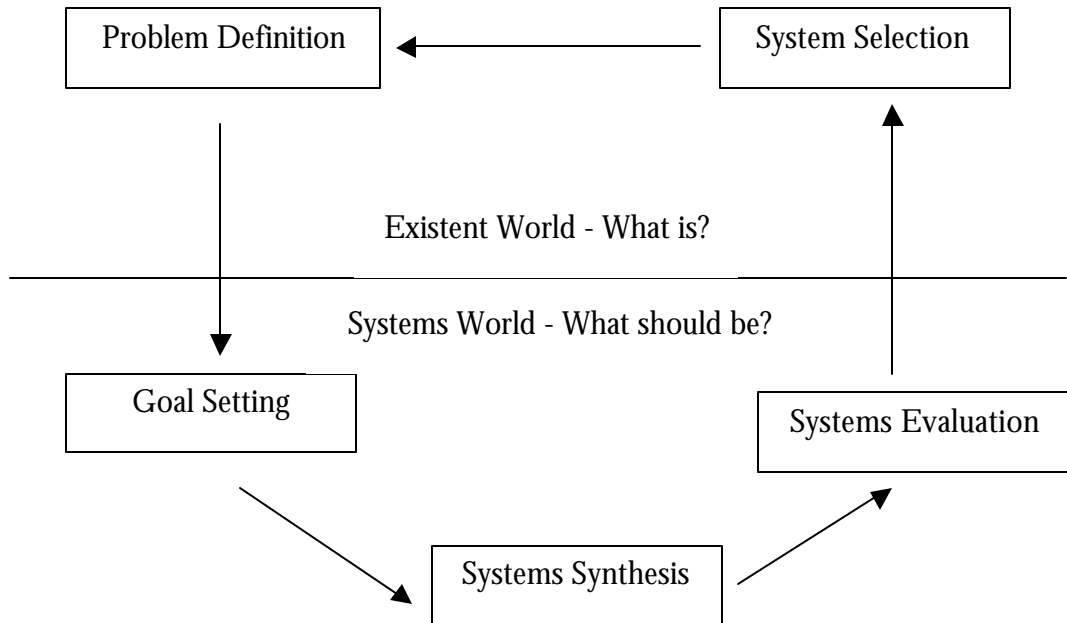 Problem Definition
System Selection
Existent World - What is?
Systems World - What should be?
Goal Setting
Systems Evaluation
Systems Synthesis